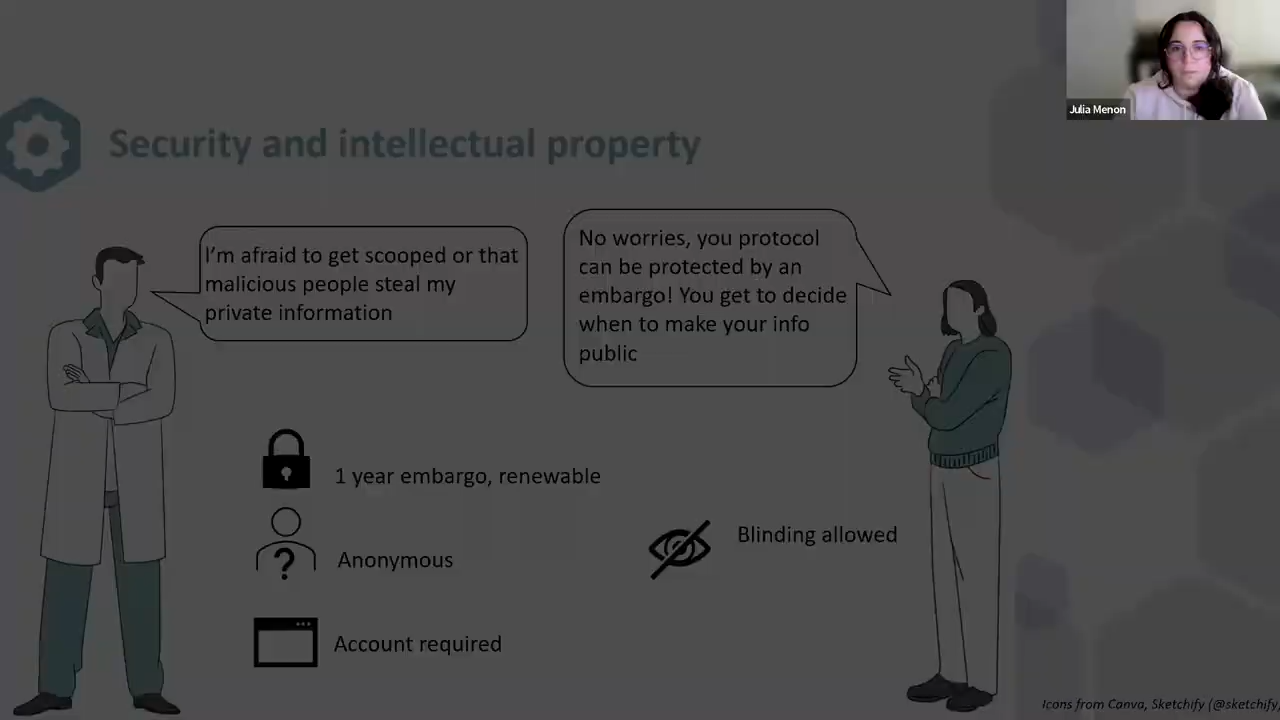 Julia Menon
Security and intellectual property
I'm afraid to get scooped or that
malicious people steal my
private information
No worries, you protocol
can be protected by an
embargo! You get to decide
when to make your info
public
1 year embargo, renewable
Anonymous
Account required
Blinding allowed
Icons from Canva, Sketchify (@sketchify